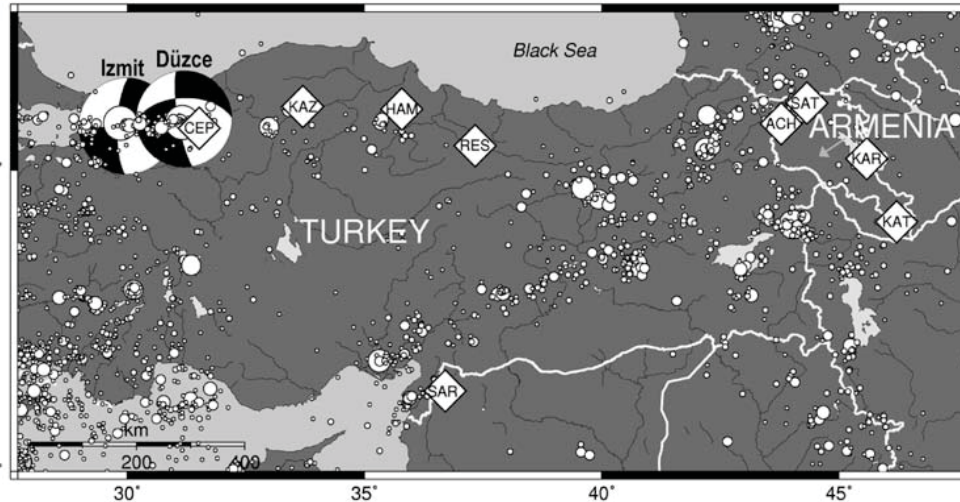 Black Sea
Izmit
Düzce
CEP
KAZ
HAM
RES
SAT
ACH
ARMENIA
KAR
KAT
TURKEY
SAR
km
0 200 400
30° 35° 40° 45°